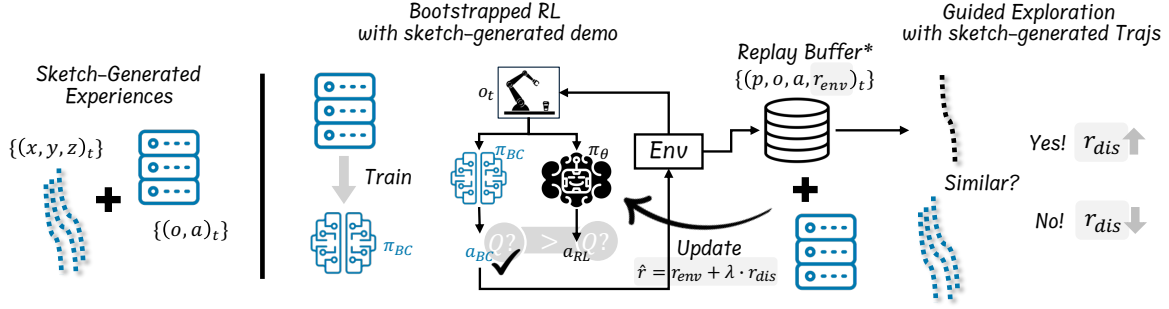 Sketch-Generated
Experiences
{(x, y, z)_t}
{(o, a)_t}
Bootstrapped RL
with sketch-generated demo
Train
π_BC
o_t
π_BC
π_θ
Q? > Q?
a_BC
a_RL
Env
Update
r̂ = r_env + λ · r_dis
Replay Buffer*
{(p, o, a, r_env)_t}
Guided Exploration
with sketch-generated Trajs
Similar?
Yes! r_dis
No! r_dis